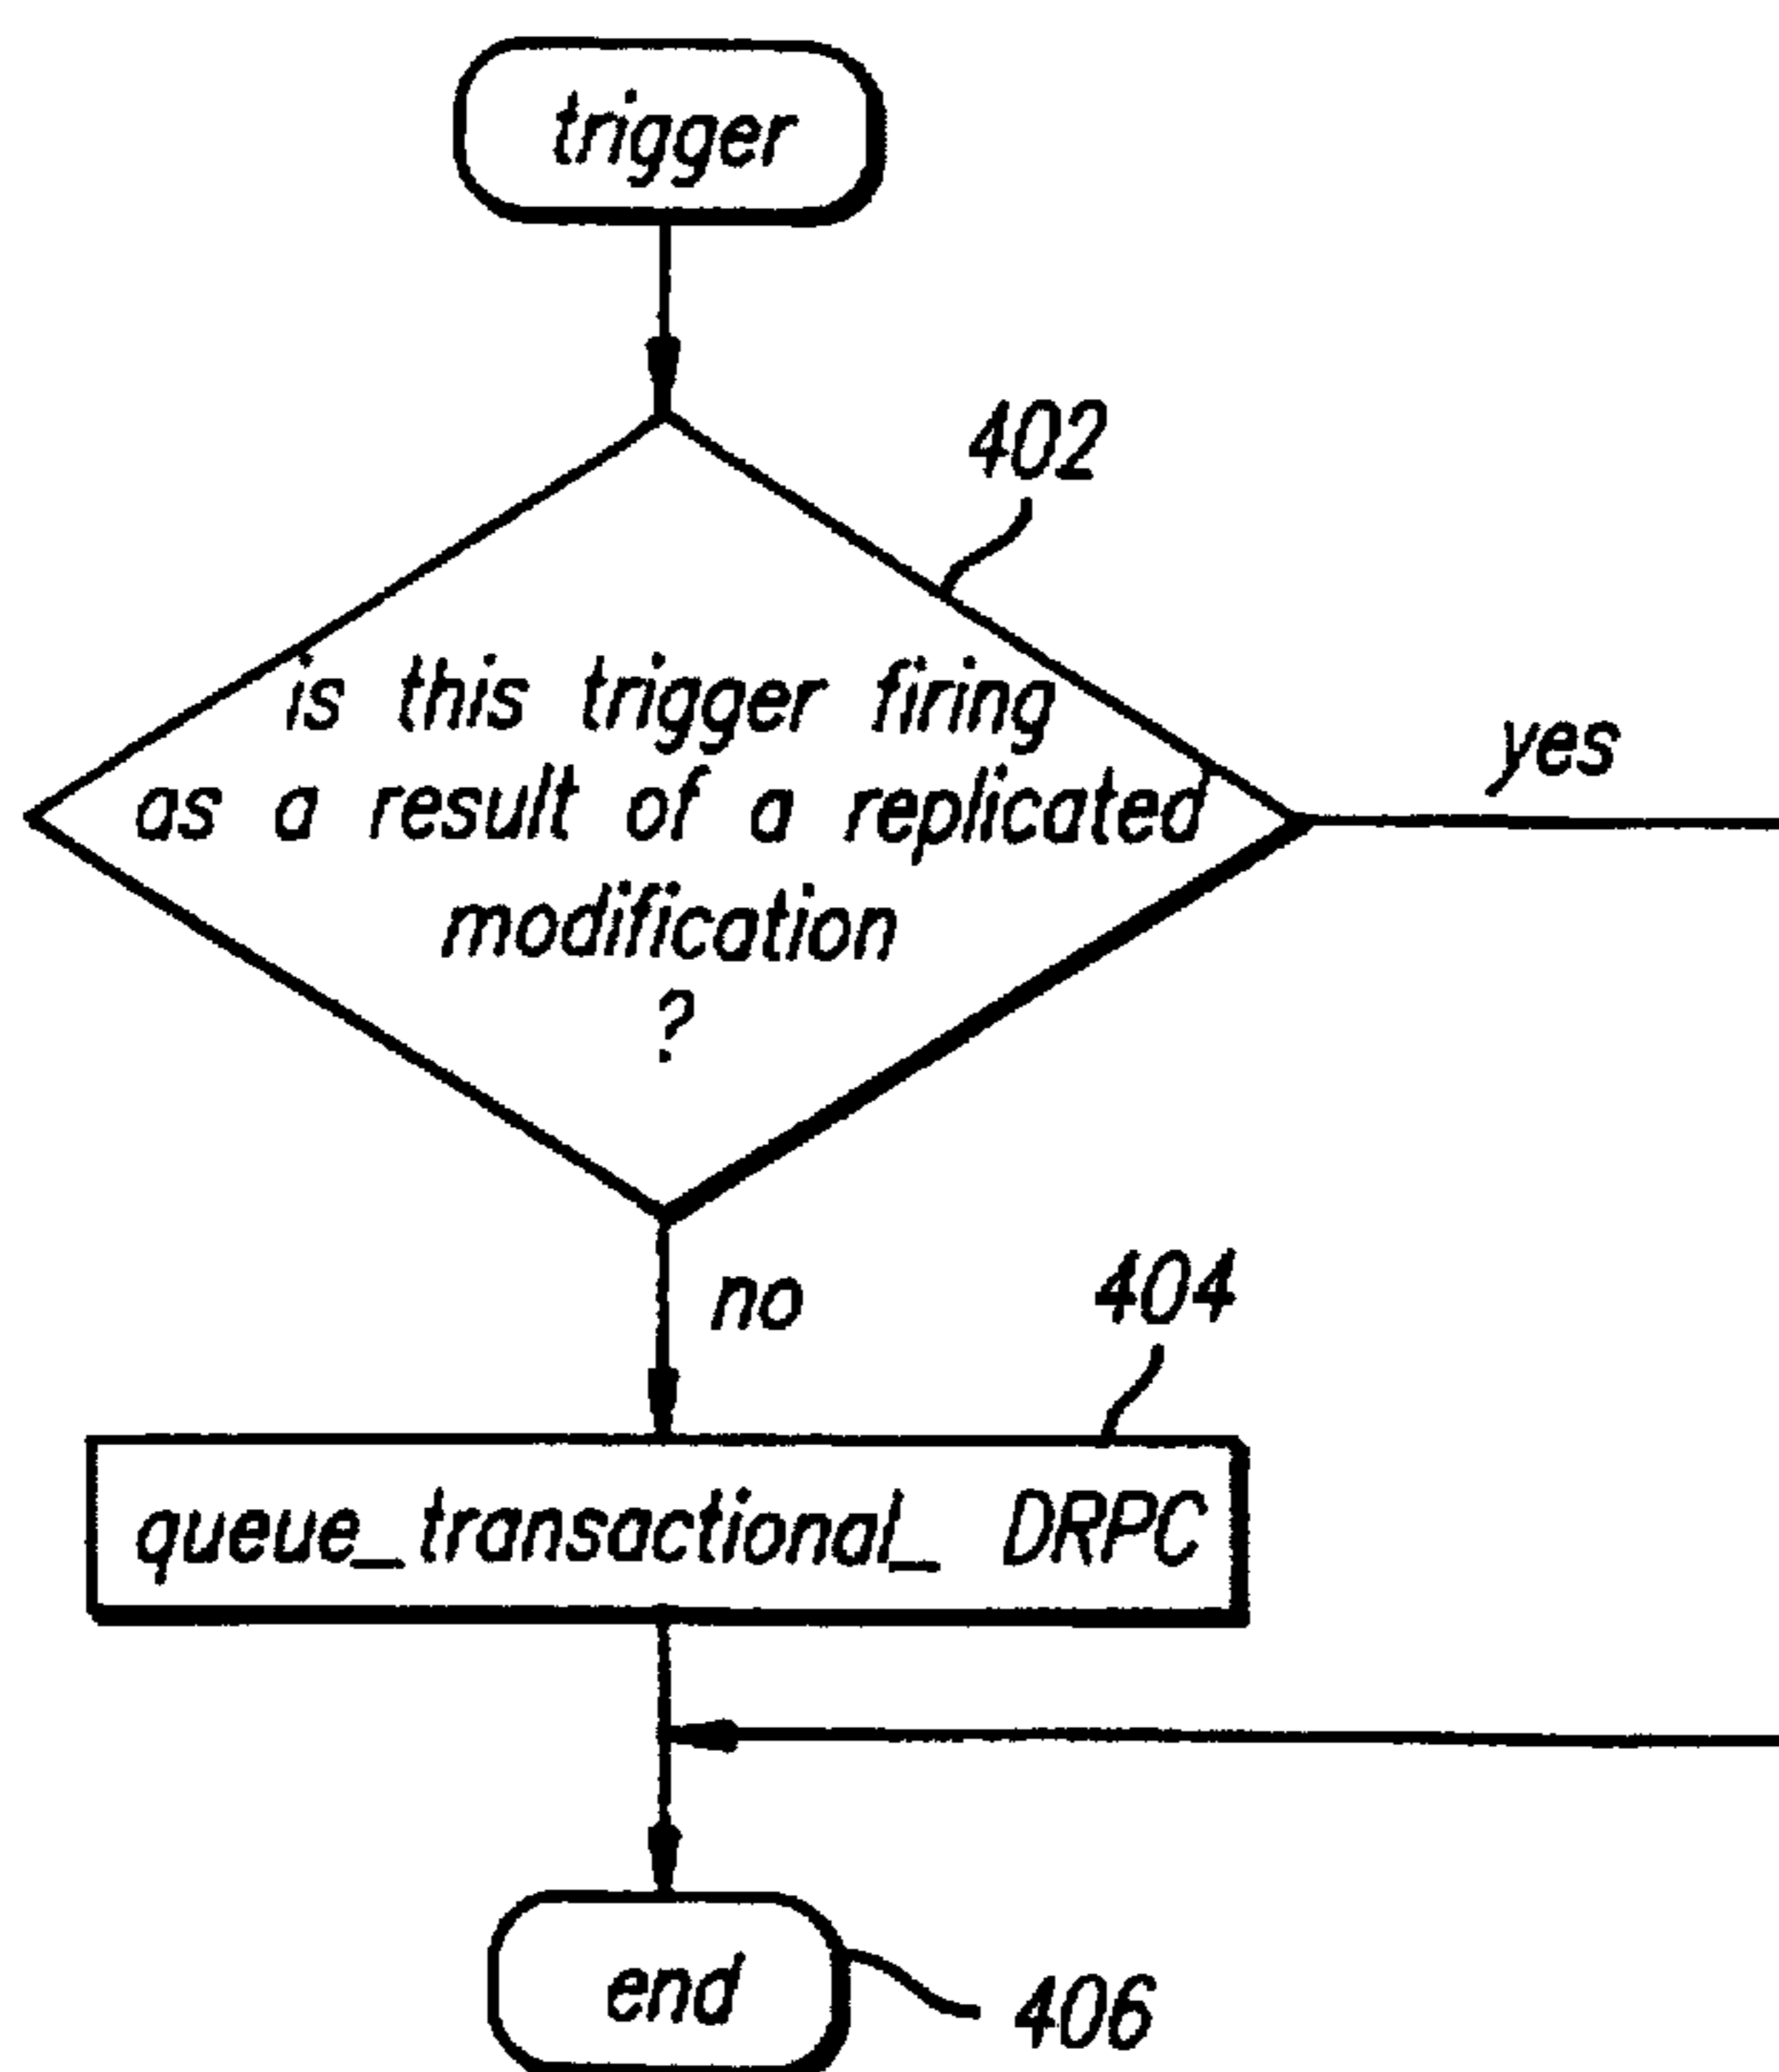 trigger
402
is this trigger firing
as a result of a replicated
modification
?
yes
no
404
queue_transactional_ DRPC
end
406